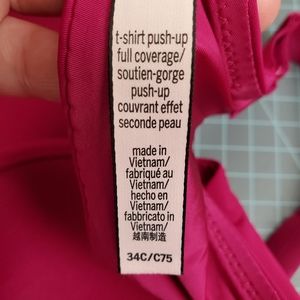 t-shirt push-up
full coverage/
soutien-gorge
push-up
couvrant effet
seconde peau
made in
Vietnam/
fabriqué au
Vietnam/
hecho en
Vietnam/
fabbricato in
Vietnam/
越南制造
34C/C75